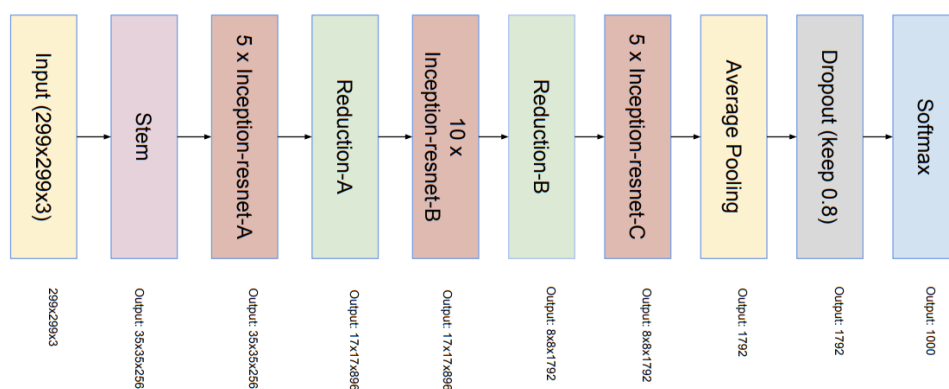 Input (299x299x3)
Stem
5 x Inception-resnet-A
Reduction-A
10 x
Inception-resnet-B
Reduction-B
5 x Inception-resnet-C
Average Pooling
Dropout (keep 0.8)
Softmax
299x299x3
Output: 35x35x256
Output: 35x35x256
Output: 17x17x896
Output: 17x17x896
Output: 8x8x1792
Output: 8x8x1792
Output: 1792
Output: 1792
Output: 1000